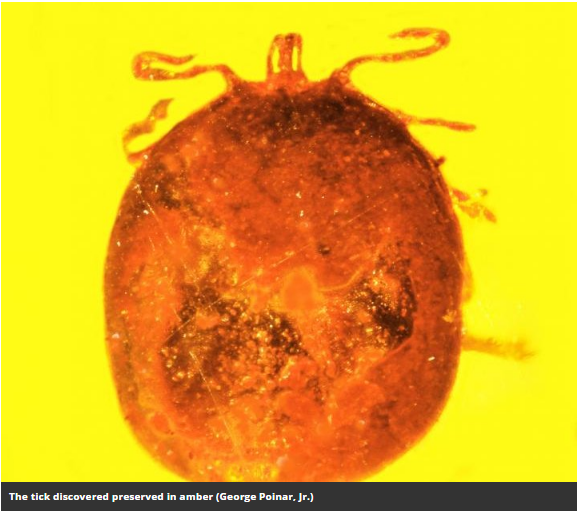 The tick discovered preserved in amber (George Poinar, Jr.)